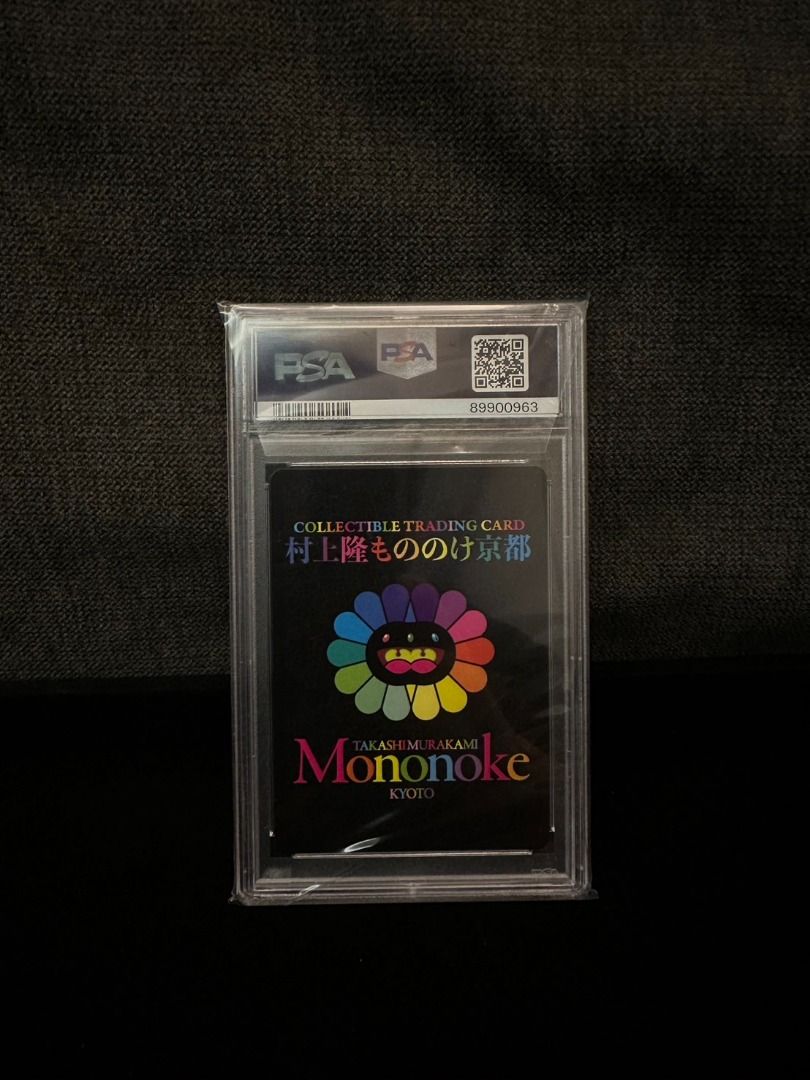 PSA
PSA
89900963
COLLECTIBLE TRADING CARD
村上隆もののけ京都
TAKASHI MURAKAMI
Mononoke
KYOTO